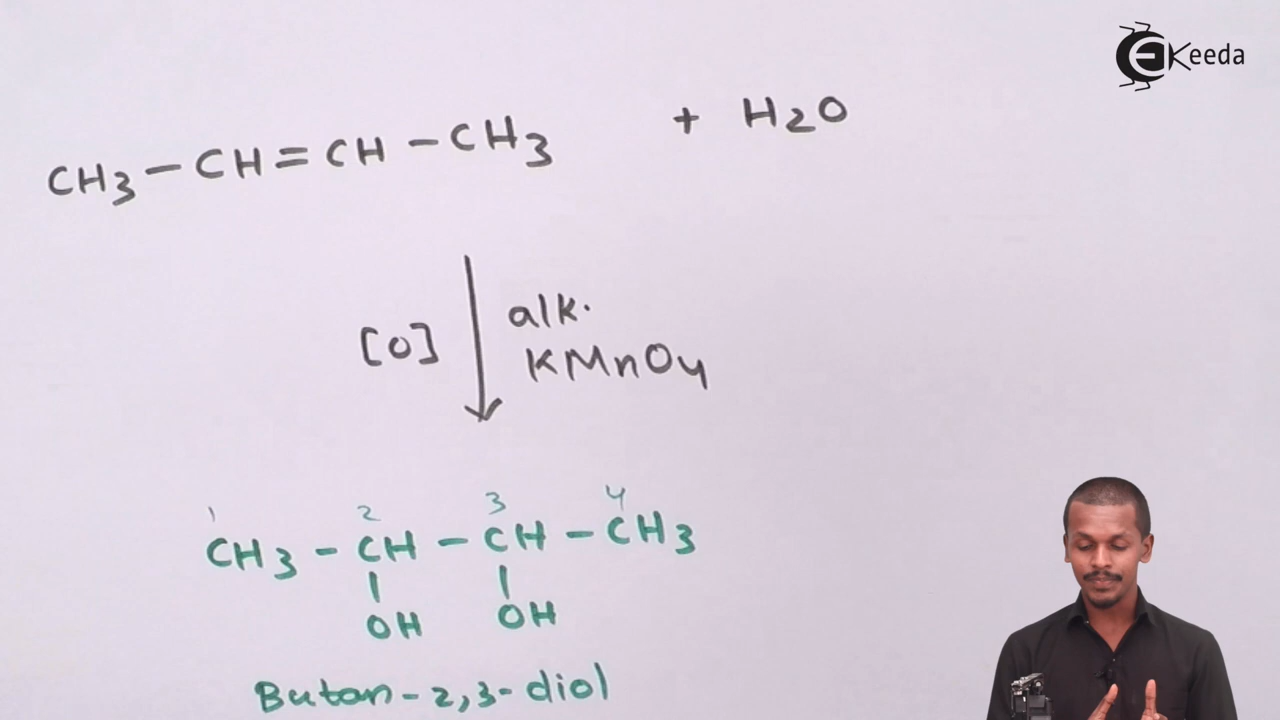 EKeeda
CH3-CH=CH-CH3 + H2O
[O] alk.
KMnO4
1 2 3 4
CH3-CH-CH-CH3
OH OH
Butan-2,3-diol